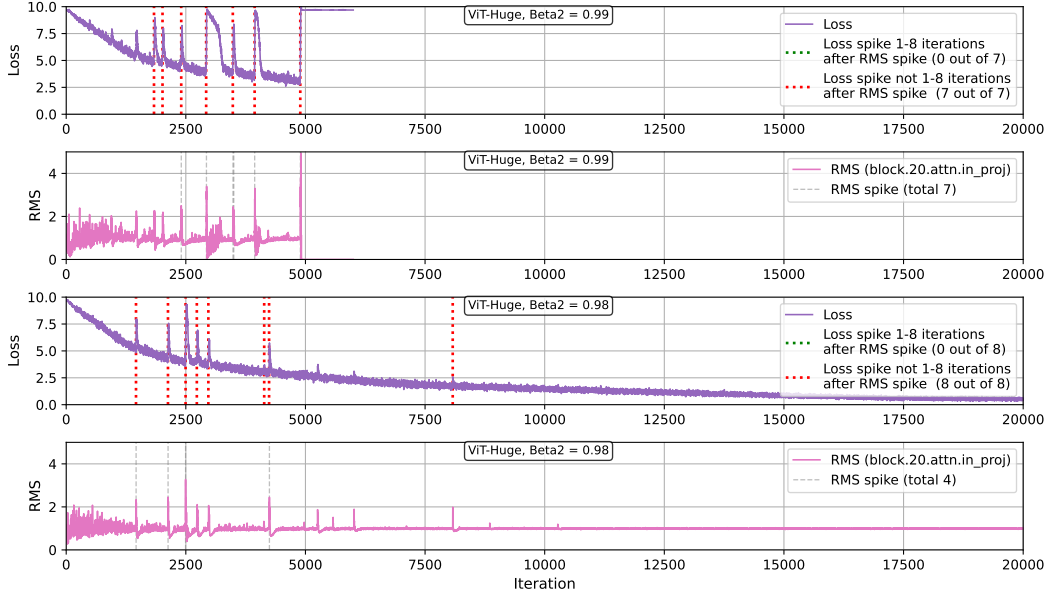 ViT-Huge, Beta2 = 0.99
Loss
10.0
7.5
5.0
2.5
0.0
Loss
Loss spike 1-8 iterations
after RMS spike (0 out of 7)
Loss spike not 1-8 iterations
after RMS spike  (7 out of 7)
0 2500 5000 7500 10000 12500 15000 17500 20000
ViT-Huge, Beta2 = 0.99
RMS
4
2
0
RMS (block.20.attn.in_proj)
RMS spike (total 7)
0 2500 5000 7500 10000 12500 15000 17500 20000
ViT-Huge, Beta2 = 0.98
Loss
10.0
7.5
5.0
2.5
0.0
Loss
Loss spike 1-8 iterations
after RMS spike (0 out of 8)
Loss spike not 1-8 iterations
after RMS spike  (8 out of 8)
0 2500 5000 7500 10000 12500 15000 17500 20000
ViT-Huge, Beta2 = 0.98
RMS
4
2
0
RMS (block.20.attn.in_proj)
RMS spike (total 4)
0 2500 5000 7500 10000 12500 15000 17500 20000
Iteration